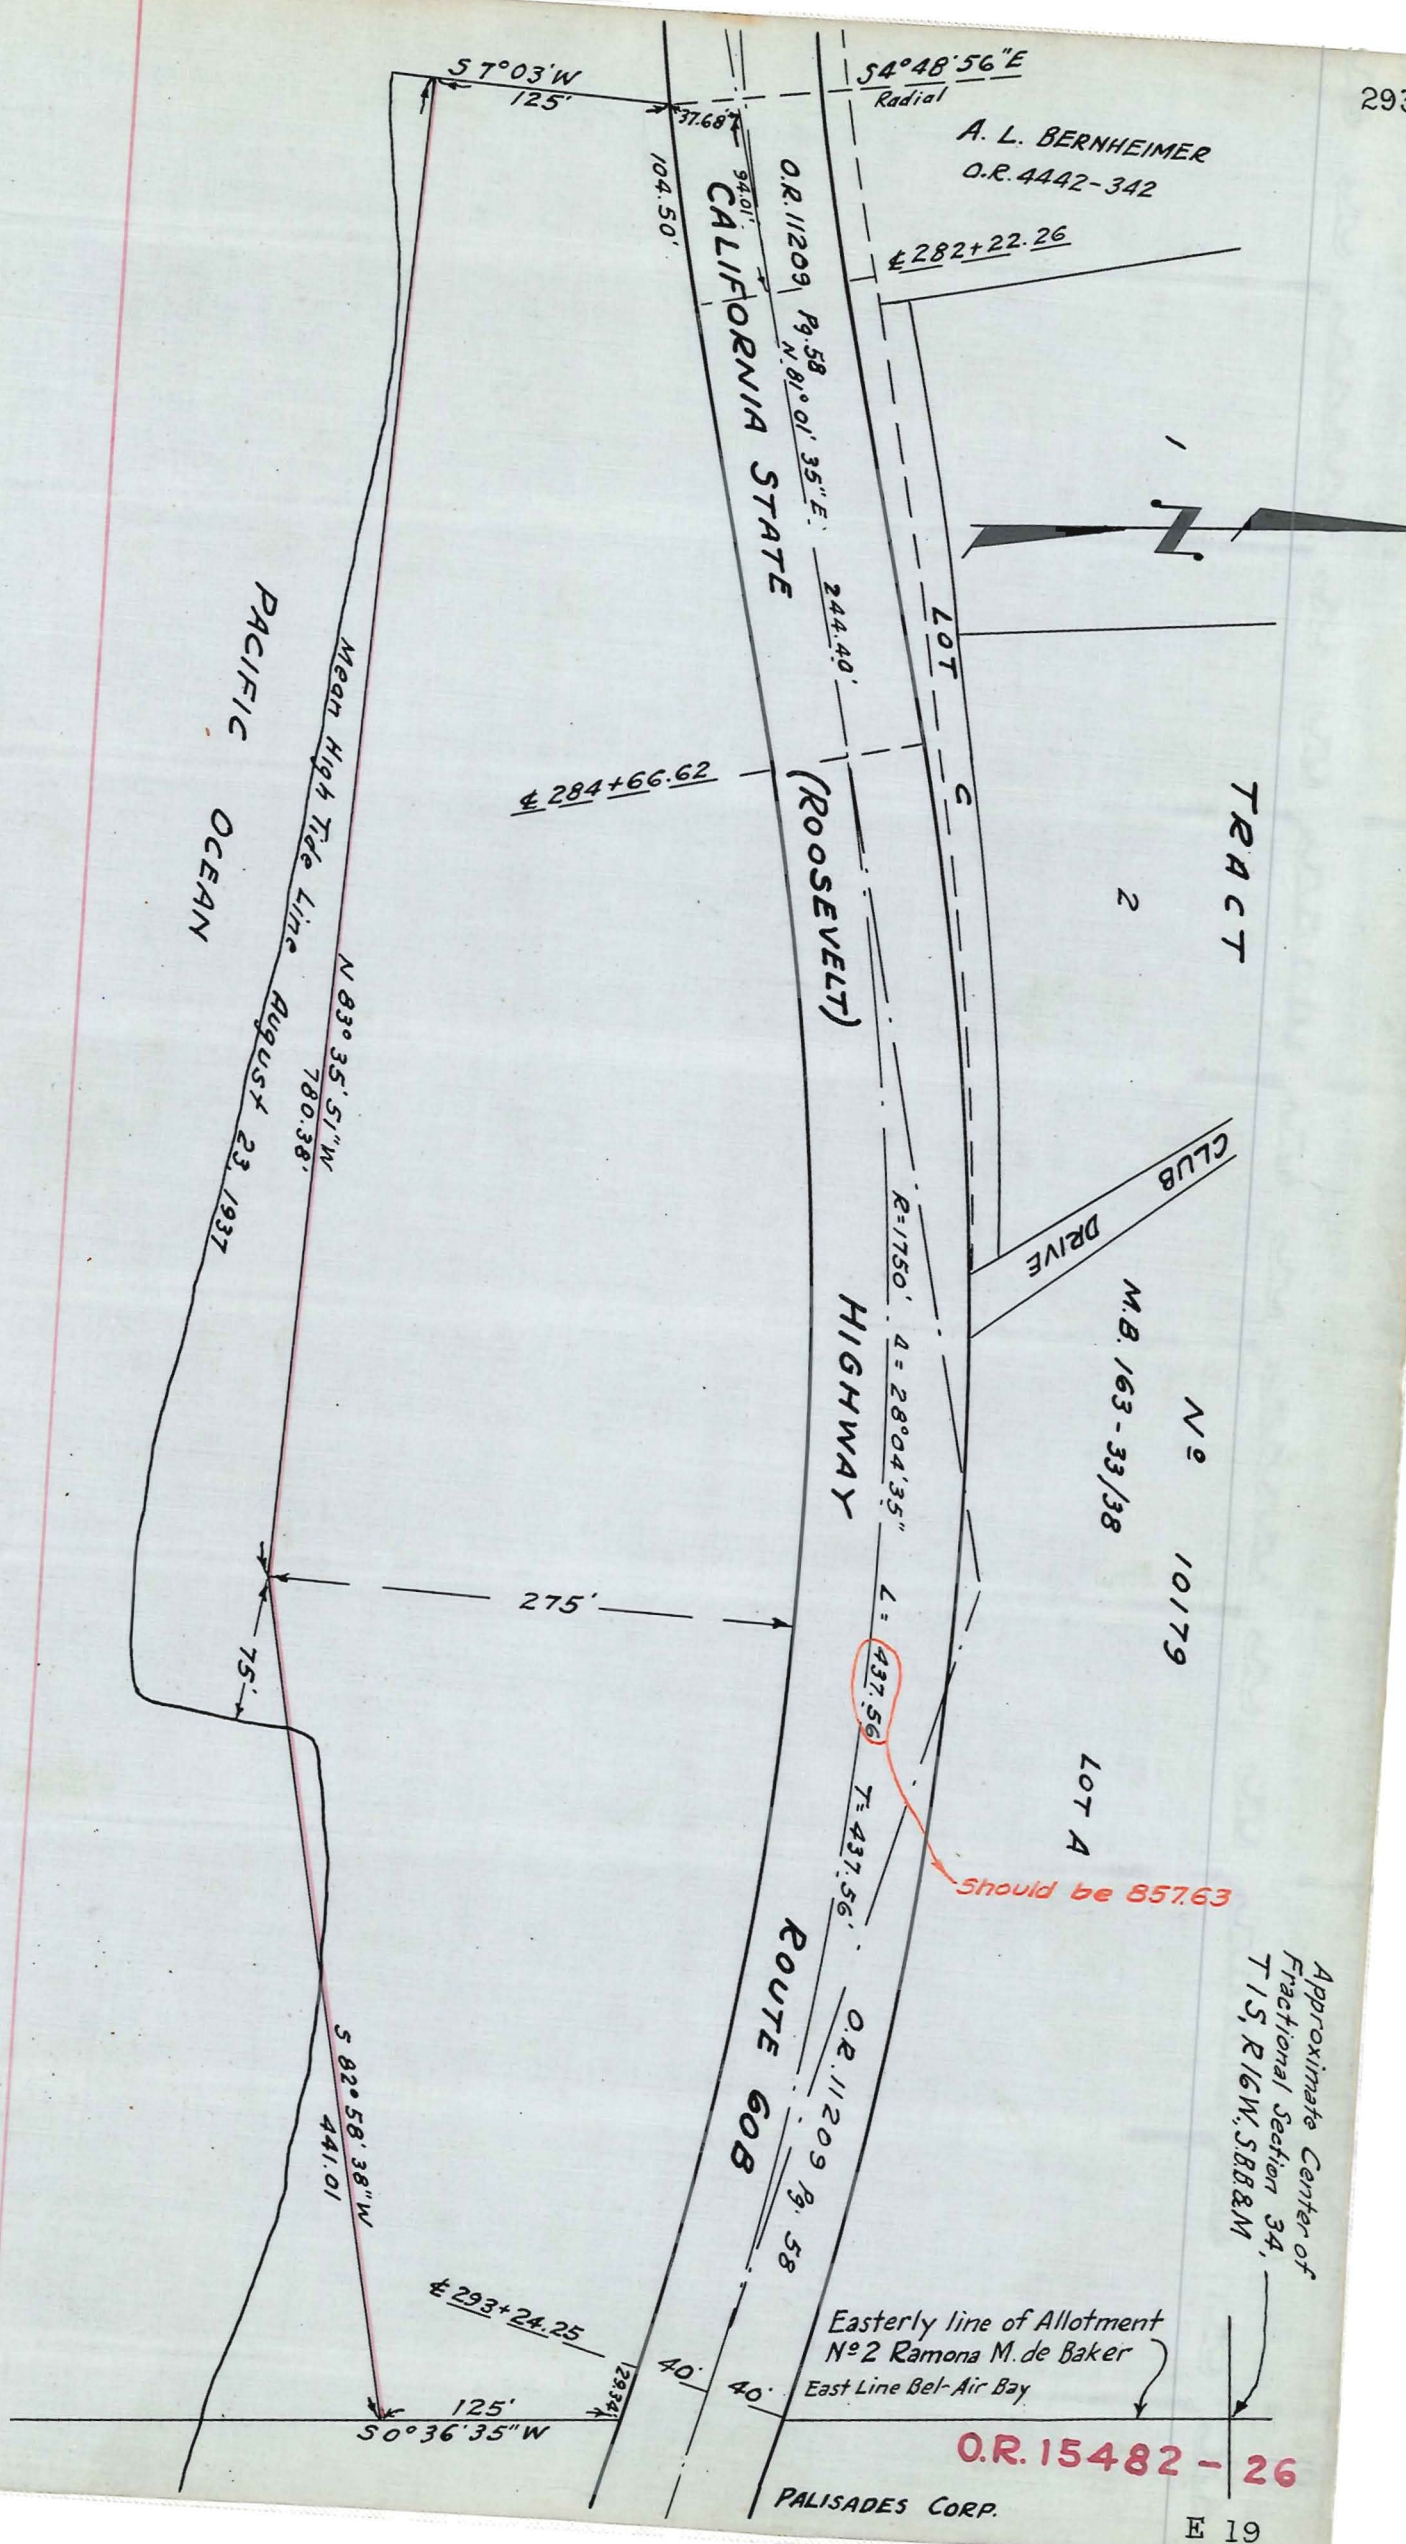 293
S 7°03'W
125'
S4°48'56"E
Radial
37.68'
A. L. BERNHEIMER
O.R. 4442-342
104.50'
94.01'
O.R. 11209, Pg. 58
₵ 282+22.26
CALIFORNIA STATE
N. 81° 01' 35" E.
244.40'
1
N
LOT C
TRACT
2
₵ 284+66.62
(ROOSEVELT)
PACIFIC OCEAN
Mean High Tide Line August 23, 1937
N 83° 35' 51" W
780.38'
CLUB DRIVE
M.B. 163-33/38
Nº 10179
HIGHWAY
R=1750'. Δ = 28°04'35"
L = 437.56
T=437.56'.
275'
75'
LOT A
Should be 857.63
ROUTE 60B
O.R. 11209 Pg. 58
Approximate Center of
Fractional Section 34,
T1S, R16W, S.B.B.&M
S 82° 58' 38" W
441.01
₵ 293+24.25
29.34'
40'
40'
Easterly line of Allotment
Nº 2 Ramona M. de Baker
East Line Bel-Air Bay
125'
S 0° 36' 35" W
O.R. 15482-26
PALISADES CORP.
E 19